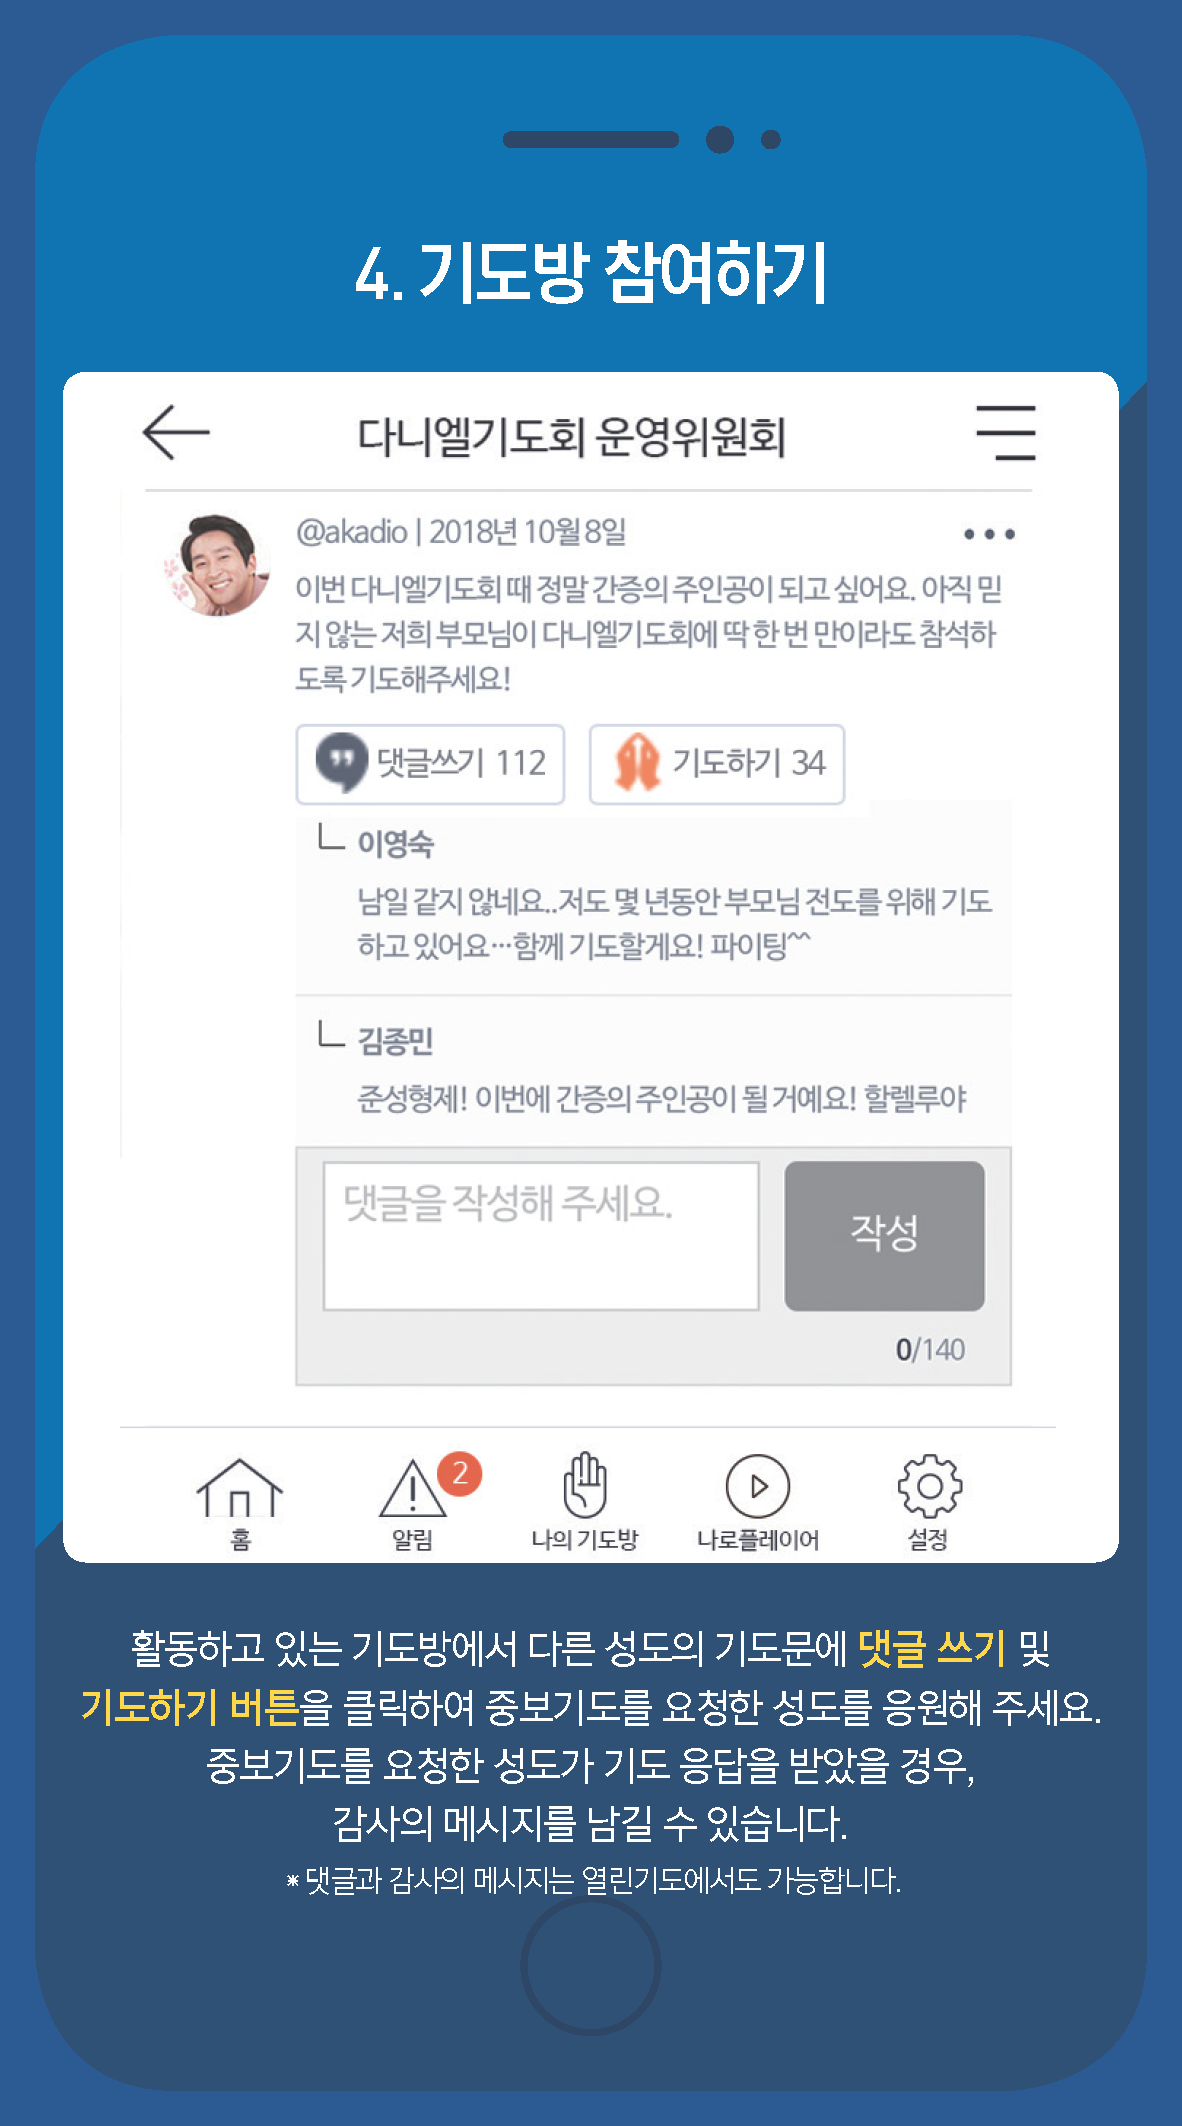 4. 기도방 참여하기
다니엘기도회 운영위원회
@akadio | 2018년 10월 8일
이번 다니엘기도회 때 정말 간증의 주인공이 되고 싶어요. 아직 믿
지 않는 저희 부모님이 다니엘기도회에 딱 한 번 만이라도 참석하
도록 기도해주세요!
댓글쓰기 112
기도하기 34
이영숙
남일 같지 않네요..저도 몇 년동안 부모님 전도를 위해 기도
하고 있어요…함께 기도할게요! 파이팅^^
김종민
준성형제! 이번에 간증의 주인공이 될 거예요! 할렐루야
댓글을 작성해 주세요.
작성
0/140
2
홈
알림
나의 기도방
나로플레이어
설정
활동하고 있는 기도방에서 다른 성도의 기도문에 댓글 쓰기 및
기도하기 버튼을 클릭하여 중보기도를 요청한 성도를 응원해 주세요.
중보기도를 요청한 성도가 기도 응답을 받았을 경우,
감사의 메시지를 남길 수 있습니다.
※ 댓글과 감사의 메시지는 열린기도에서도 가능합니다.